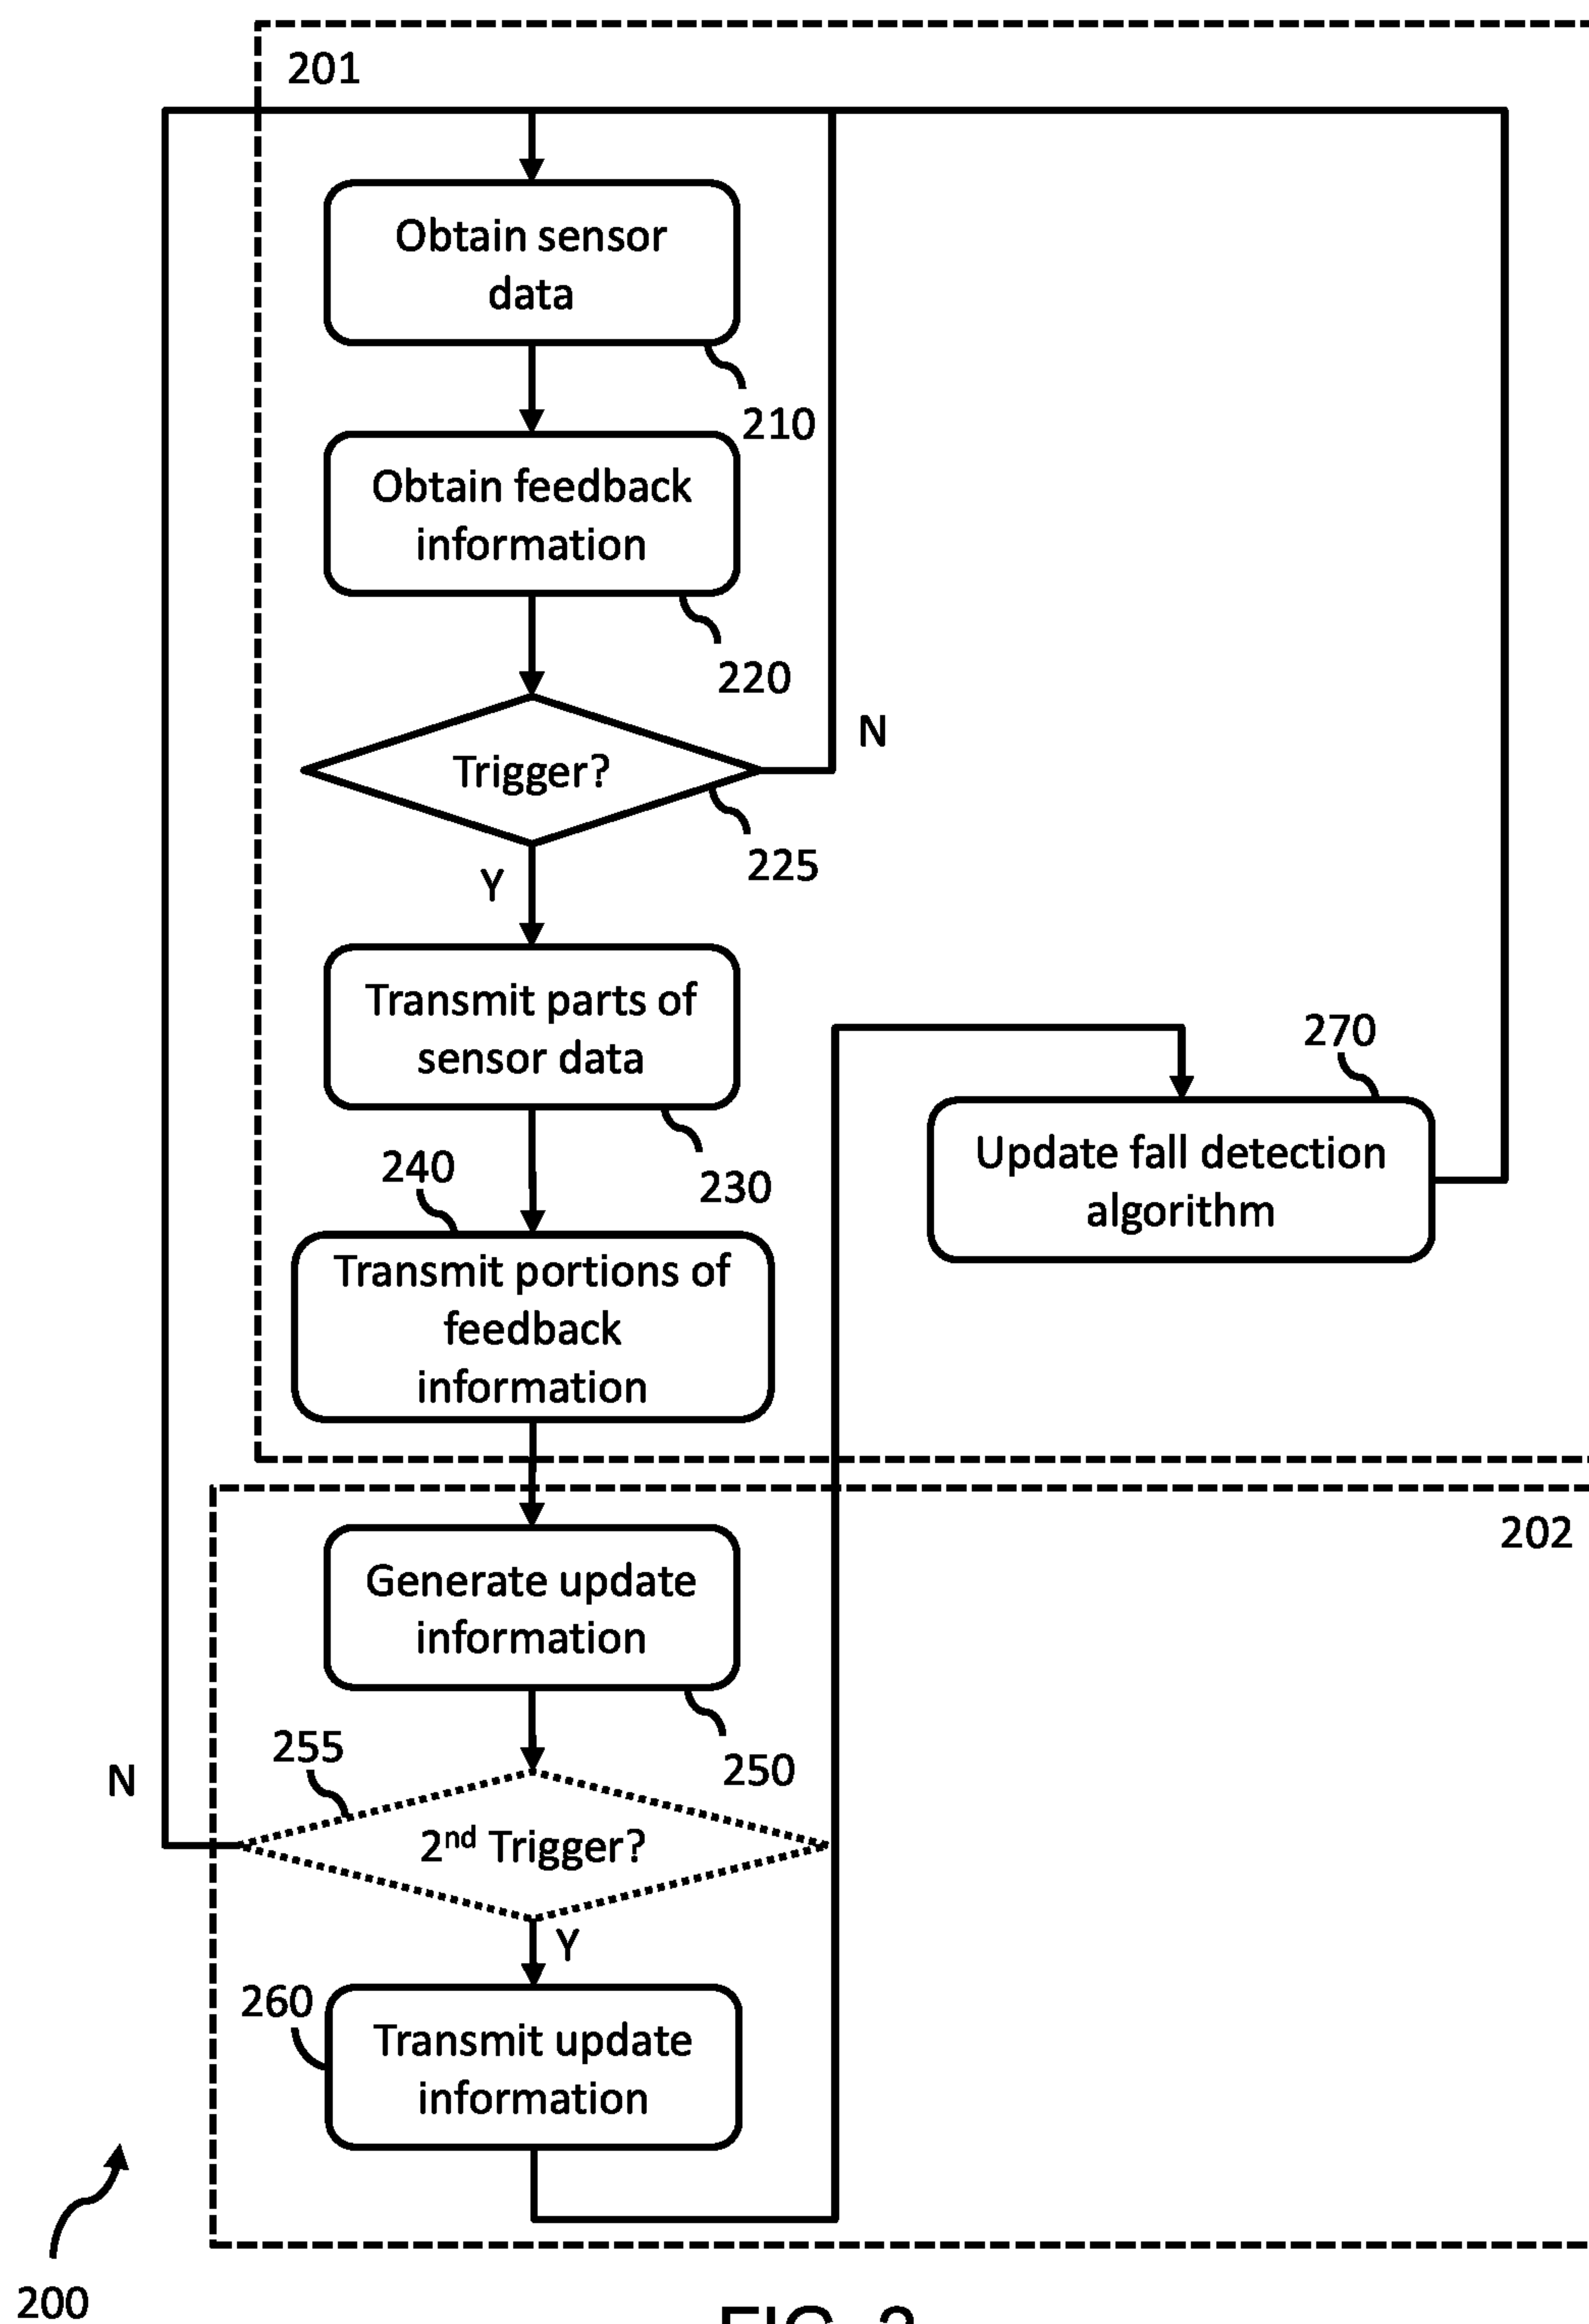 201
Obtain sensor
data
210
Obtain feedback
information
220
Trigger?
N
225
Y
Transmit parts of
sensor data
230
270
Update fall detection
algorithm
240
Transmit portions of
feedback
information
202
Generate update
information
250
255
N
2nd Trigger?
Y
260
Transmit update
information
200